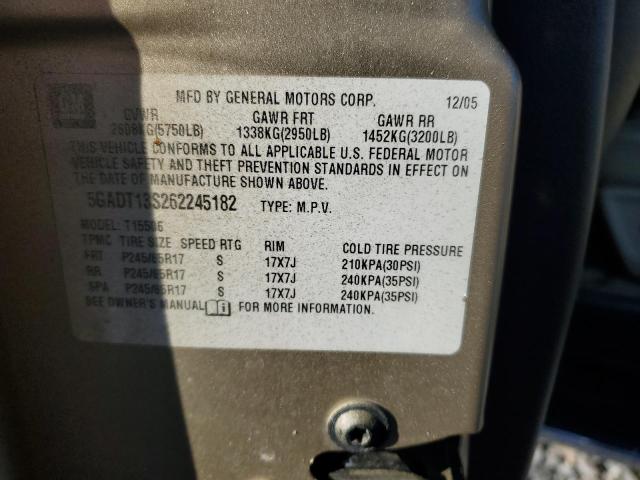 GM
MFD BY GENERAL MOTORS CORP. 12/05
GVWR GAWR FRT GAWR RR
2608KG(5750LB) 1338KG(2950LB) 1452KG(3200LB)
THIS VEHICLE CONFORMS TO ALL APPLICABLE U.S. FEDERAL MOTOR
VEHICLE SAFETY AND THEFT PREVENTION STANDARDS IN EFFECT ON
THE DATE OF MANUFACTURE SHOWN ABOVE.
5GADT13S262245182 TYPE: M.P.V.
MODEL: T15506
TPMC TIRE SIZE SPEED RTG RIM COLD TIRE PRESSURE
FRT P245/65R17 S 17X7J 210KPA(30PSI)
RR P245/65R17 S 17X7J 240KPA(35PSI)
SPA P245/65R17 S 17X7J 240KPA(35PSI)
SEE OWNER'S MANUAL FOR MORE INFORMATION.